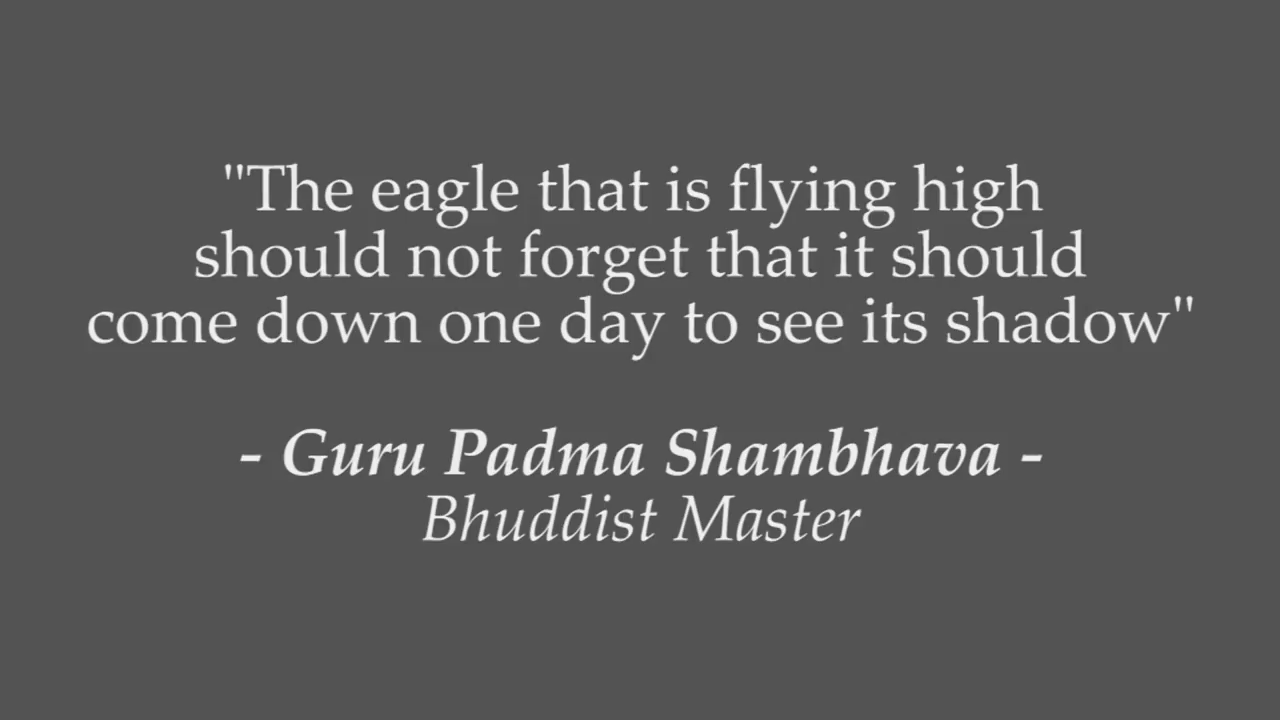 "The eagle that is flying high
should not forget that it should
come down one day to see its shadow"
- Guru Padma Shambhava -
Bhuddist Master